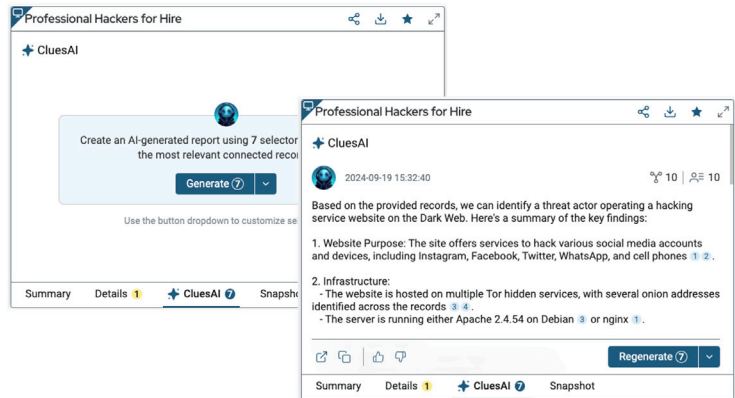 Professional Hackers for Hire
CluesAI
Create an AI-generated report using 7 selector
the most relevant connected
Generate 7
Use the button dropdown to customize
Summary Details 1 CluesAI 7
Professional Hackers for Hire
CluesAI
2024-09-19 15:32:40 10 10
Based on the provided records, we can identify a threat actor operating a hacking
service website on the Dark Web. Here's a summary of the key findings:
1. Website Purpose: The site offers services to hack various social media accounts
and devices, including Instagram, Facebook, Twitter, WhatsApp, and cell phones 1 2 .
2. Infrastructure:
- The website is hosted on multiple Tor hidden services, with several onion addresses
identified across the records 3 4 .
- The server is running either Apache 2.4.54 on Debian 3 or nginx 1 .
Regenerate 7
Summary Details 1 CluesAI 7 Snapshot